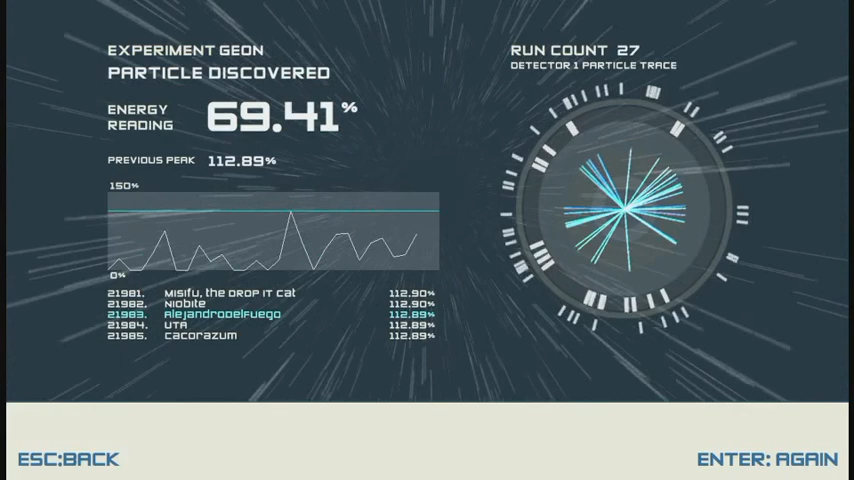 EXPERIMENT GEON
PARTICLE DISCOVERED
ENERGY READING 69.41%
PREVIOUS PEAK 112.89%
150%
0%
21981. Misifu, the DROP IT cat 112.90%
21982. Niobite 112.90%
21983. AlejandroDelFuego 112.89%
21984. UTA 112.89%
21985. cacorazum 112.89%
RUN COUNT 27
DETECTOR 1 PARTICLE TRACE
ESC:BACK
ENTER: AGAIN